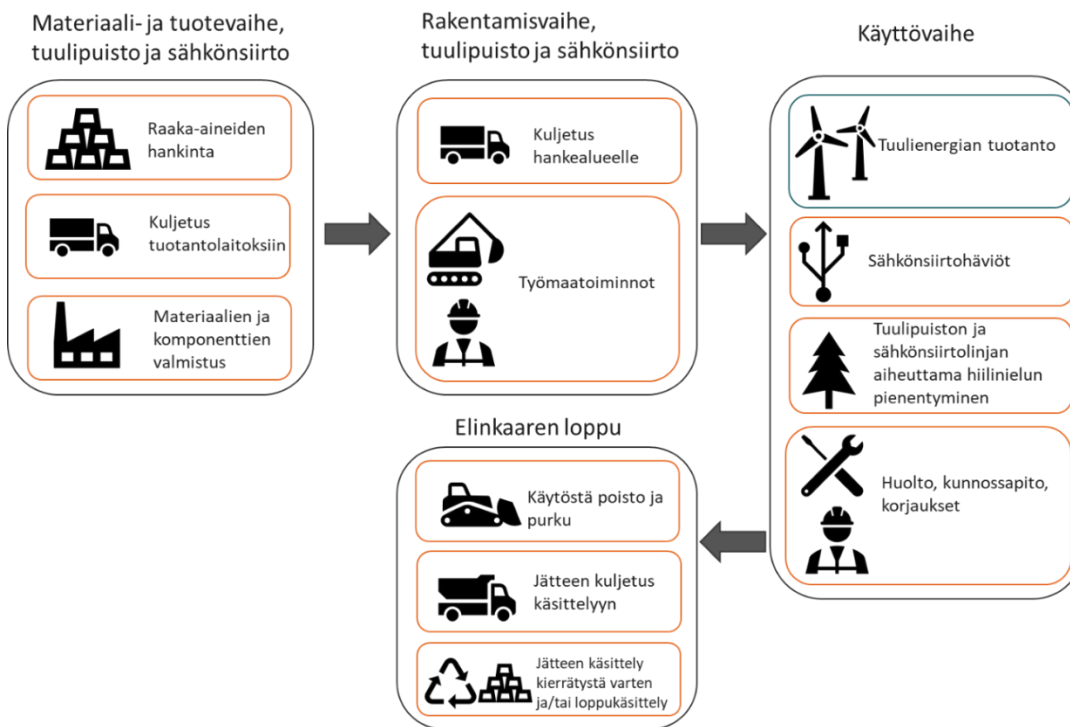 Materiaali- ja tuotevaihe,
tuulipuisto ja sähkönsiirto
Raaka-aineiden
hankinta
Kuljetus
tuotantolaitoksiin
Materiaalien ja
komponenttien
valmistus
Rakentamisvaihe,
tuulipuisto ja sähkönsiirto
Kuljetus
hankealueelle
Työmaatoiminnot
Käyttövaihe
Tuulienergian tuotanto
Sähkönsiirtohäviöt
Tuulipuiston ja
sähkönsiirtolinjan
aiheuttama hiilinielun
pienentyminen
Huolto, kunnossapito,
korjaukset
Elinkaaren loppu
Käytöstä poisto ja
purku
Jätteen kuljetus
käsittelyyn
Jätteen käsittely
kierrätystä varten
ja/tai loppukäsittely